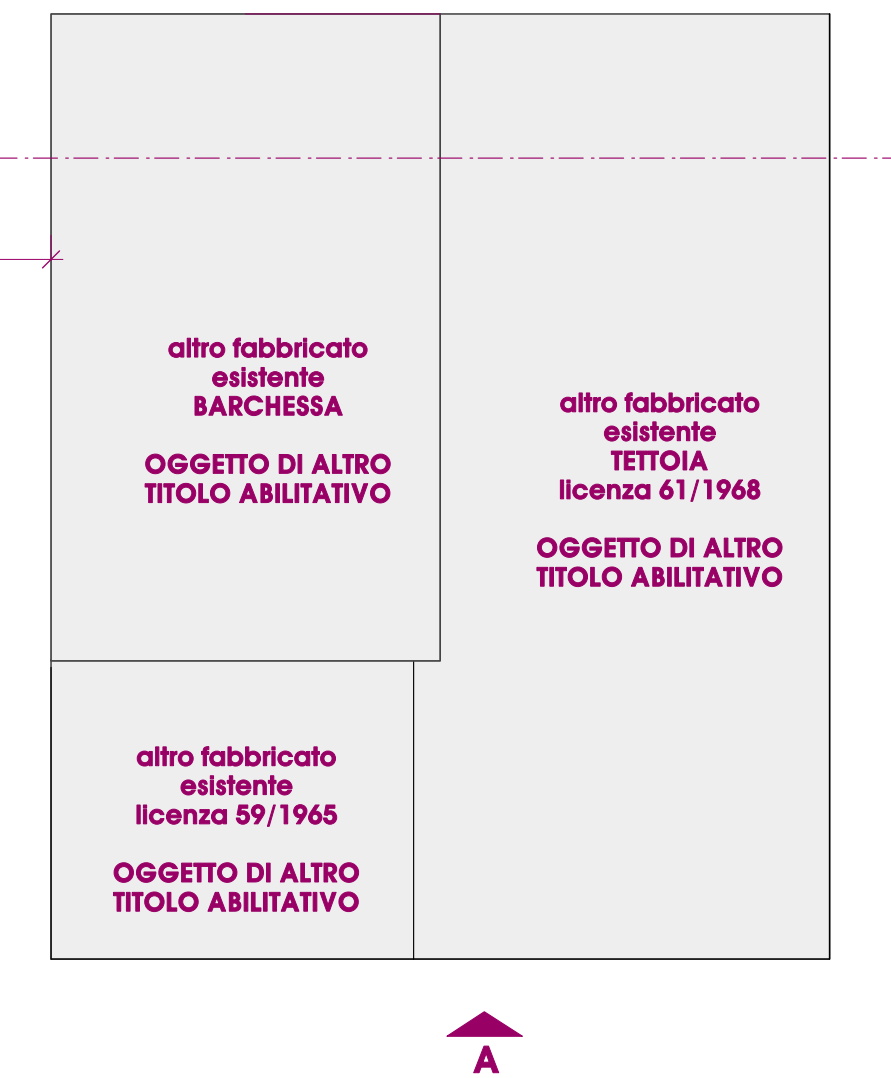 altro fabbricato
esistente
BARCHESSA
OGGETTO DI ALTRO
TITOLO ABILITATIVO
altro fabbricato
esistente
TETTOIA
licenza 61/1968
OGGETTO DI ALTRO
TITOLO ABILITATIVO
altro fabbricato
esistente
licenza 59/1965
OGGETTO DI ALTRO
TITOLO ABILITATIVO
A